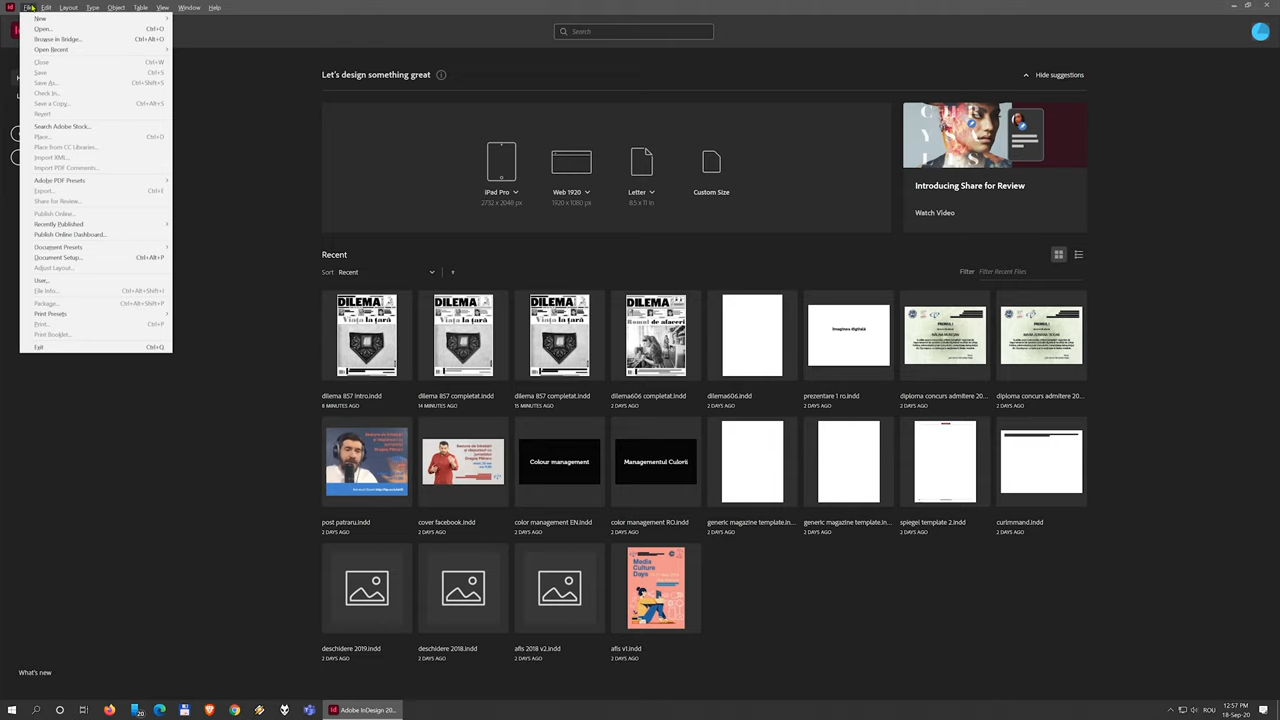 File Edit Layout Type Object Table View Window Help
New
Open... Ctrl+O
Browse in Bridge... Ctrl+Alt+O
Open Recent
Close Ctrl+W
Save Ctrl+S
Save As... Ctrl+Shift+S
Check In...
Save a Copy... Ctrl+Alt+S
Revert
Search Adobe Stock...
Place... Ctrl+D
Place from CC Libraries...
Import XML...
Import PDF Comments...
Adobe PDF Presets
Export... Ctrl+E
Share for Review...
Publish Online...
Recently Published
Publish Online Dashboard...
Document Presets
Document Setup... Ctrl+Alt+P
Adjust Layout...
User...
File Info... Ctrl+Alt+Shift+I
Package... Ctrl+Alt+Shift+P
Print Presets
Print... Ctrl+P
Print Booklet...
Exit Ctrl+Q
Search
Let's design something great
Hide suggestions
iPad Pro Web 1920 Letter Custom Size
2732 x 2048 px 1920 x 1080 px 8.5 x 11 in
Introducing Share for Review
Watch Video
Recent
Sort Recent
Filter Filter Recent Files
DILEMA DILEMA DILEMA DILEMA
Viața la țară Viața la țară Viața la țară
Imaginea digitală
dilema 857 intro.indd dilema 857 completat.indd dilema 857 completat.indd dilema606 completat.indd dilema606.indd prezentare 1 ro.indd diploma concurs admitere 20... diploma concurs admitere 20...
8 MINUTES AGO 14 MINUTES AGO 15 MINUTES AGO 2 DAYS AGO 2 DAYS AGO 2 DAYS AGO 2 DAYS AGO 2 DAYS AGO
Colour management
Managementul Culorii
post patraru.indd cover facebook.indd color management EN.indd color management RO.indd generic magazine template.in... generic magazine template.in... spiegel template 2.indd curimmand.indd
2 DAYS AGO 2 DAYS AGO 2 DAYS AGO 2 DAYS AGO 2 DAYS AGO 2 DAYS AGO 2 DAYS AGO 2 DAYS AGO
Media
Culture
Days
deschidere 2019.indd deschidere 2018.indd afis 2018 v2.indd afis v1.indd
2 DAYS AGO 2 DAYS AGO 2 DAYS AGO 2 DAYS AGO
What's new
Id Adobe InDesign 20...
20
ROU
12:57 PM
18-Sep-20